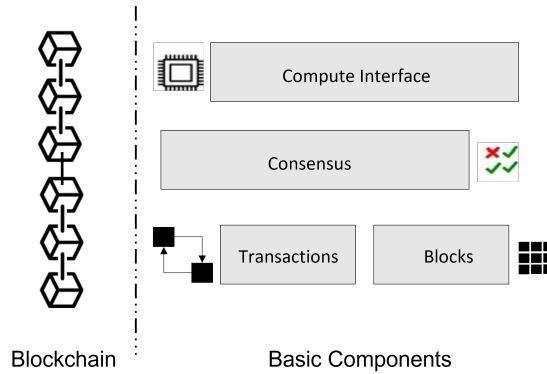 Compute Interface
Consensus
Transactions
Blocks
Blockchain
Basic Components